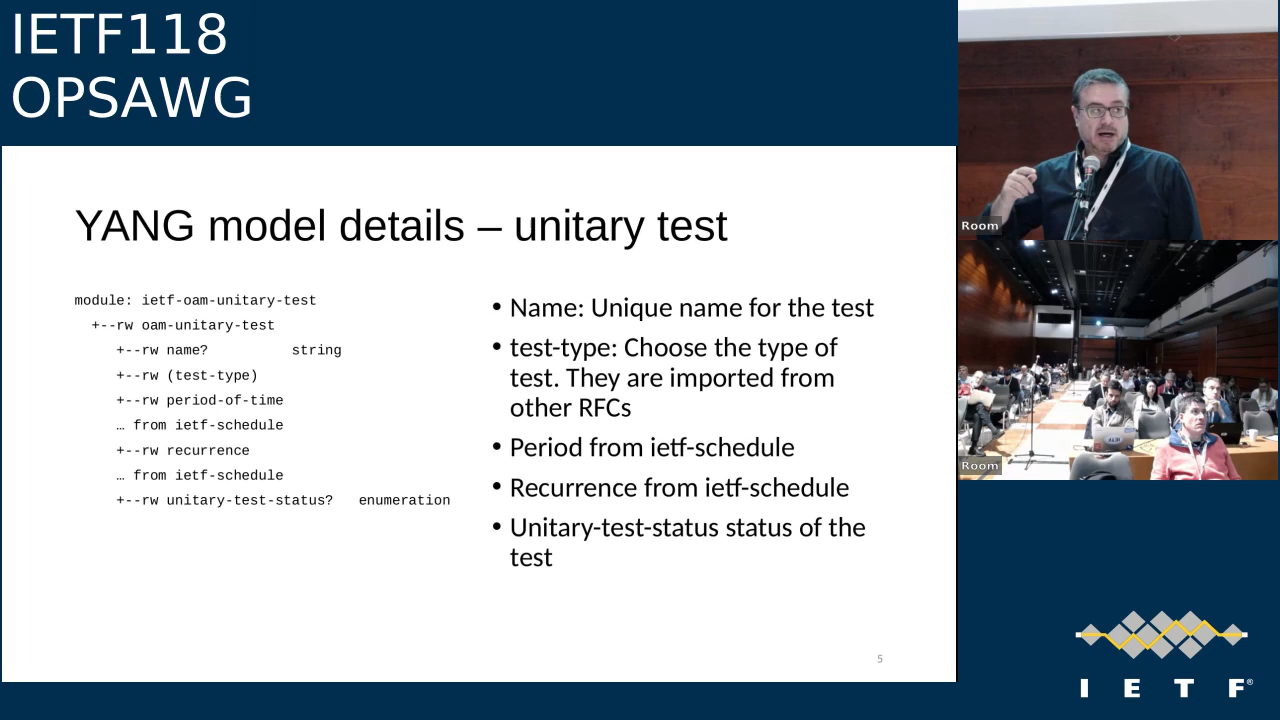 IETF118
OPSAWG
YANG model details – unitary test
module: ietf-oam-unitary-test
+--rw oam-unitary-test
+--rw name? string
+--rw (test-type)
+--rw period-of-time
… from ietf-schedule
+--rw recurrence
… from ietf-schedule
+--rw unitary-test-status? enumeration
• Name: Unique name for the test
• test-type: Choose the type of
test. They are imported from
other RFCs
• Period from ietf-schedule
• Recurrence from ietf-schedule
• Unitary-test-status status of the
test
5
Room
Room
I E T F®